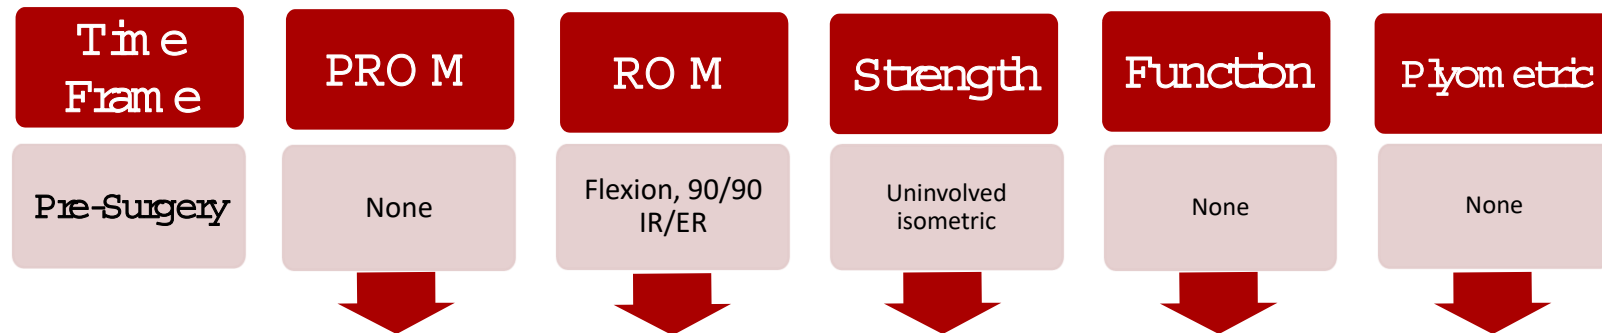 Time
Frame
PROM
ROM
Strength
Function
Plyometric
Pre-Surgery
None
Flexion, 90/90
IR/ER
Uninvolved
isometric
None
None